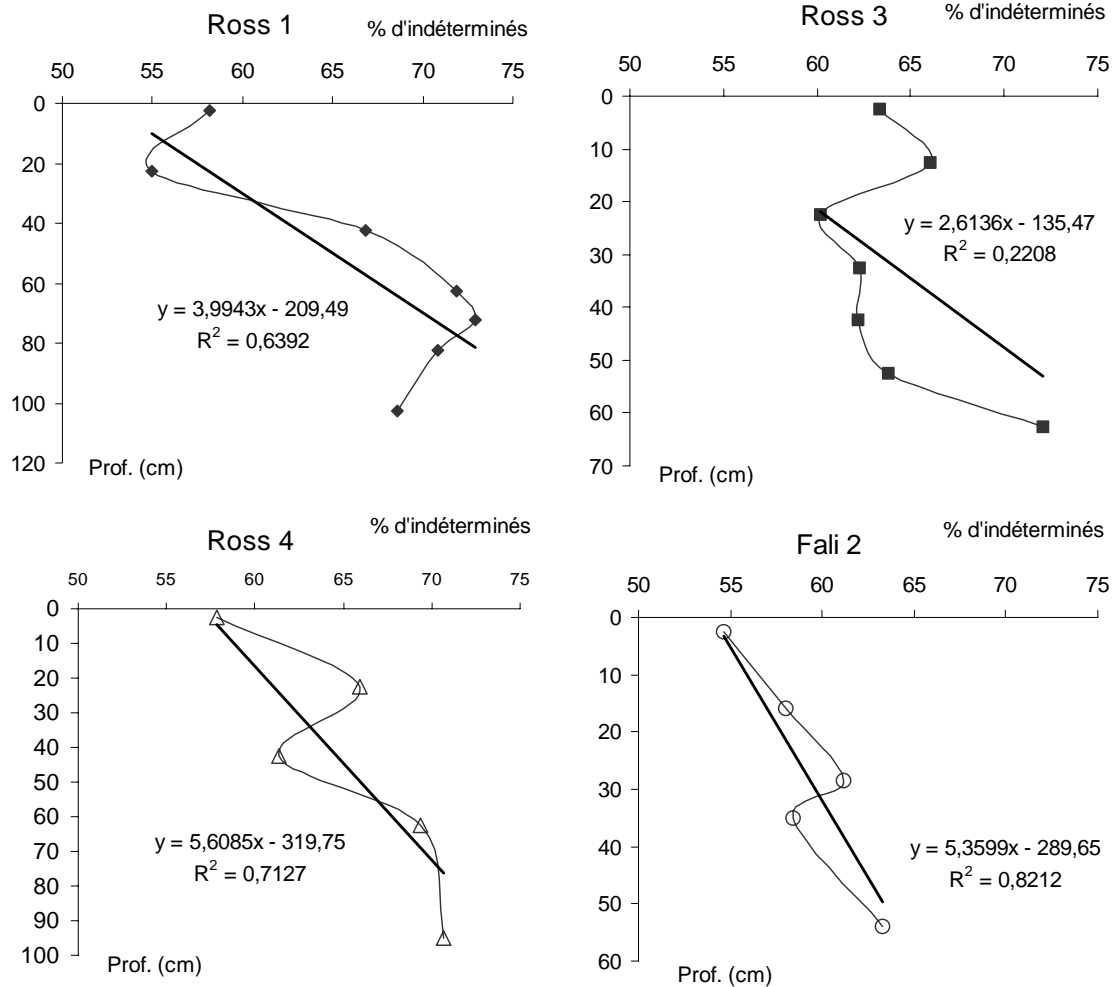 Ross 1
% d'indéterminés
50 55 60 65 70 75
0
20
40
60
80
100
120
y = 3,9943x - 209,49
R² = 0,6392
Prof. (cm)
Ross 3
% d'indéterminés
50 55 60 65 70 75
0
10
20
30
40
50
60
70
y = 2,6136x - 135,47
R² = 0,2208
Prof. (cm)
Ross 4
% d'indéterminés
50 55 60 65 70 75
0
10
20
30
40
50
60
70
80
90
100
y = 5,6085x - 319,75
R² = 0,7127
Prof. (cm)
Fali 2
% d'indéterminés
50 55 60 65 70 75
0
10
20
30
40
50
60
y = 5,3599x - 289,65
R² = 0,8212
Prof. (cm)